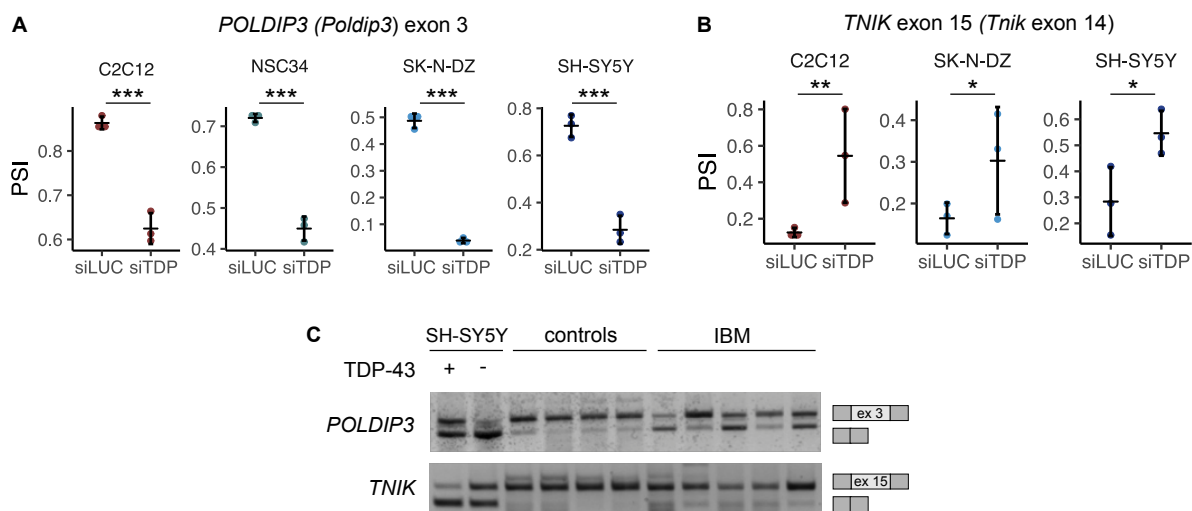 A
POLDIP3 (Poldip3) exon 3
C2C12 NSC34 SK-N-DZ SH-SY5Y
*** *** *** ***
PSI
0.8 0.7 0.6
0.7 0.6 0.5 0.4
0.5 0.4 0.3 0.2 0.1
0.8 0.6 0.4 0.2
siLUC siTDP siLUC siTDP siLUC siTDP siLUC siTDP
B
TNIK exon 15 (Tnik exon 14)
C2C12 SK-N-DZ SH-SY5Y
** * *
PSI
0.8 0.6 0.4 0.2
0.4 0.3 0.2
0.6 0.5 0.4 0.3 0.2
siLUC siTDP siLUC siTDP siLUC siTDP
C
SH-SY5Y controls IBM
TDP-43 + -
POLDIP3 ex 3
TNIK ex 15